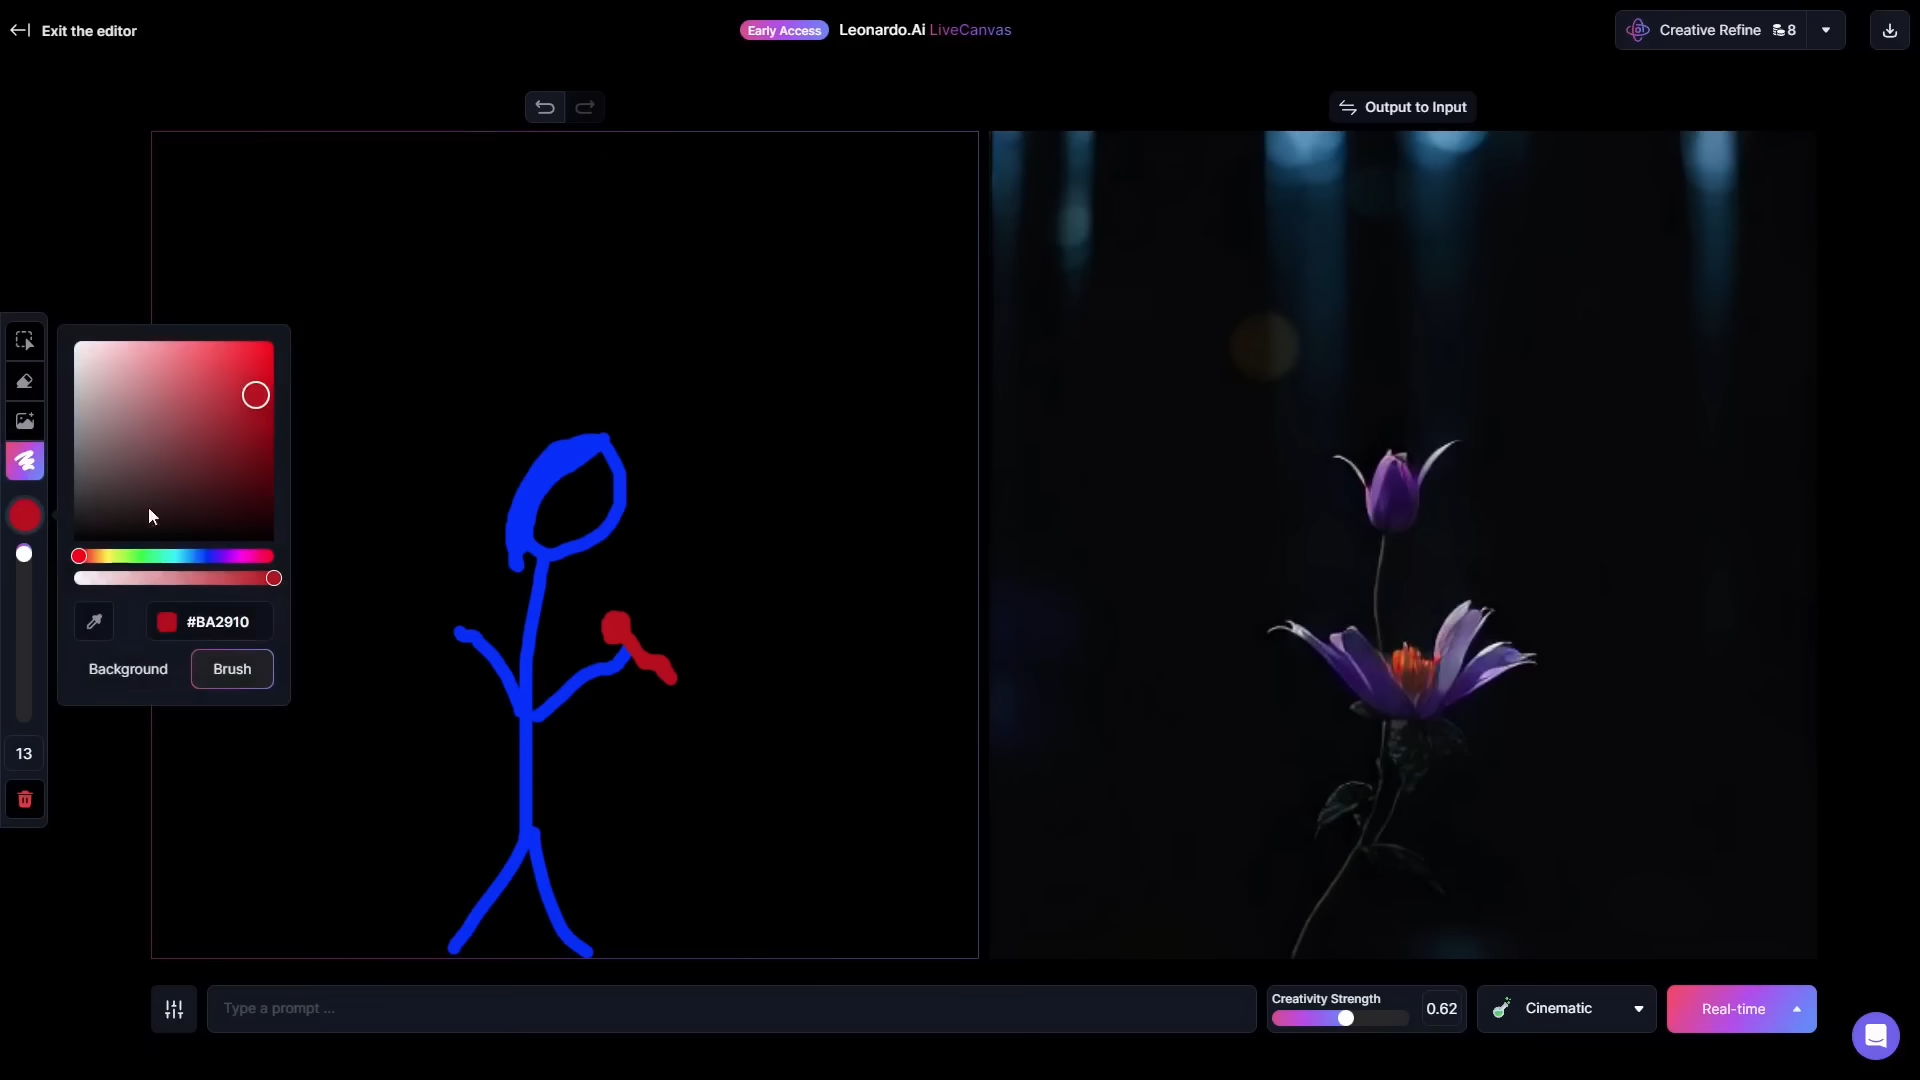 Exit the editor
Early Access
Leonardo.Ai LiveCanvas
Creative Refine
8
Output to Input
#BA2910
Background
Brush
13
Type a prompt ...
Creativity Strength
0.62
Cinematic
Real-time